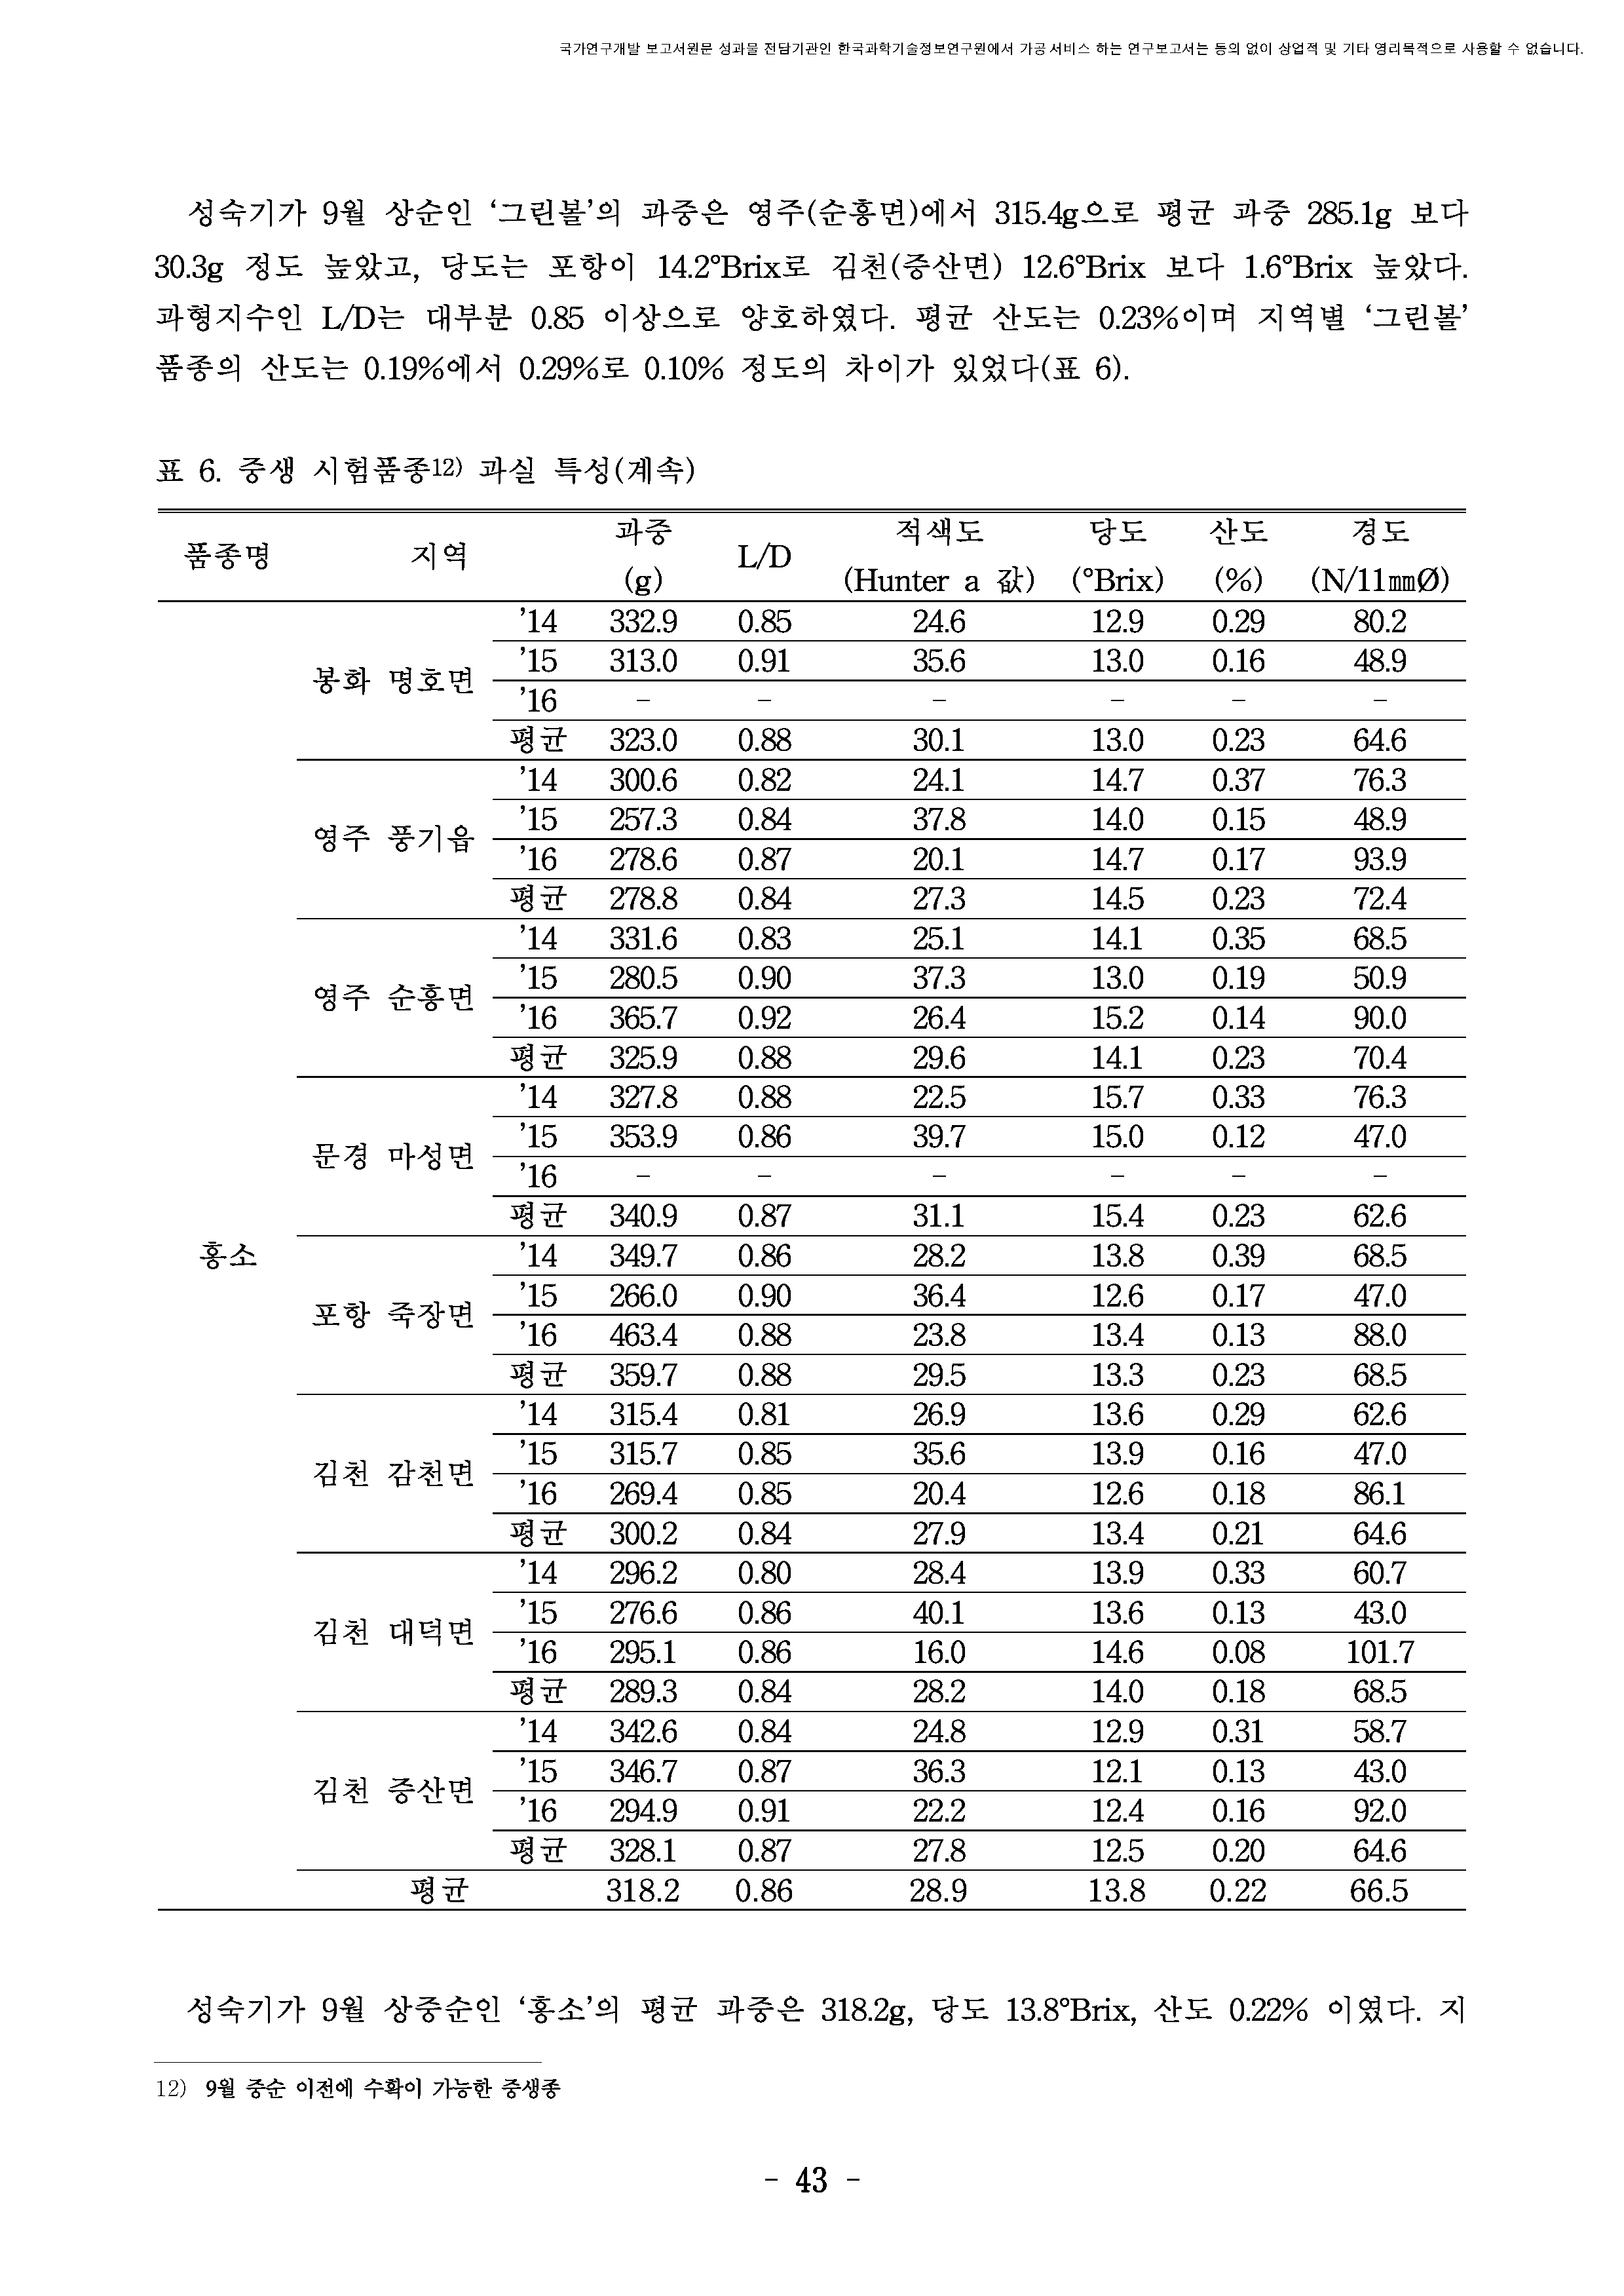 국가연구개발 보고서원문 성과물 전담기관인 한국과학기술정보연구원에서 가공·서비스 하는 연구보고서는 동의 없이 상업적 및 기타 영리목적으로 사용할 수 없습니다.
성숙기가 9월 상순인 ‘그린볼’의 과중은 영주(순흥면)에서 315.4g으로 평균 과중 285.1g 보다
30.3g 정도 높았고, 당도는 포항이 14.2°Brix로 김천(증산면) 12.6°Brix 보다 1.6°Brix 높았다.
과형지수인 L/D는 대부분 0.85 이상으로 양호하였다. 평균 산도는 0.23%이며 지역별 ‘그린볼’
품종의 산도는 0.19%에서 0.29%로 0.10% 정도의 차이가 있었다(표 6).
표 6. 중생 시험품종12) 과실 특성(계속)
품종명 지역 과중 (g) L/D 적색도 (Hunter a 값) 당도 (°Brix) 산도 (%) 경도 (N/11㎜Ø)
홍소
봉화 명호면
’14 332.9 0.85 24.6 12.9 0.29 80.2
’15 313.0 0.91 35.6 13.0 0.16 48.9
’16 - - - - - -
평균 323.0 0.88 30.1 13.0 0.23 64.6
영주 풍기읍
’14 300.6 0.82 24.1 14.7 0.37 76.3
’15 257.3 0.84 37.8 14.0 0.15 48.9
’16 278.6 0.87 20.1 14.7 0.17 93.9
평균 278.8 0.84 27.3 14.5 0.23 72.4
영주 순흥면
’14 331.6 0.83 25.1 14.1 0.35 68.5
’15 280.5 0.90 37.3 13.0 0.19 50.9
’16 365.7 0.92 26.4 15.2 0.14 90.0
평균 325.9 0.88 29.6 14.1 0.23 70.4
문경 마성면
’14 327.8 0.88 22.5 15.7 0.33 76.3
’15 353.9 0.86 39.7 15.0 0.12 47.0
’16 - - - - - -
평균 340.9 0.87 31.1 15.4 0.23 62.6
포항 죽장면
’14 349.7 0.86 28.2 13.8 0.39 68.5
’15 266.0 0.90 36.4 12.6 0.17 47.0
’16 463.4 0.88 23.8 13.4 0.13 88.0
평균 359.7 0.88 29.5 13.3 0.23 68.5
김천 감천면
’14 315.4 0.81 26.9 13.6 0.29 62.6
’15 315.7 0.85 35.6 13.9 0.16 47.0
’16 269.4 0.85 20.4 12.6 0.18 86.1
평균 300.2 0.84 27.9 13.4 0.21 64.6
김천 대덕면
’14 296.2 0.80 28.4 13.9 0.33 60.7
’15 276.6 0.86 40.1 13.6 0.13 43.0
’16 295.1 0.86 16.0 14.6 0.08 101.7
평균 289.3 0.84 28.2 14.0 0.18 68.5
김천 증산면
’14 342.6 0.84 24.8 12.9 0.31 58.7
’15 346.7 0.87 36.3 12.1 0.13 43.0
’16 294.9 0.91 22.2 12.4 0.16 92.0
평균 328.1 0.87 27.8 12.5 0.20 64.6
평균 318.2 0.86 28.9 13.8 0.22 66.5
성숙기가 9월 상중순인 ‘홍소’의 평균 과중은 318.2g, 당도 13.8°Brix, 산도 0.22% 이였다. 지
12) 9월 중순 이전에 수확이 가능한 중생종
- 43 -